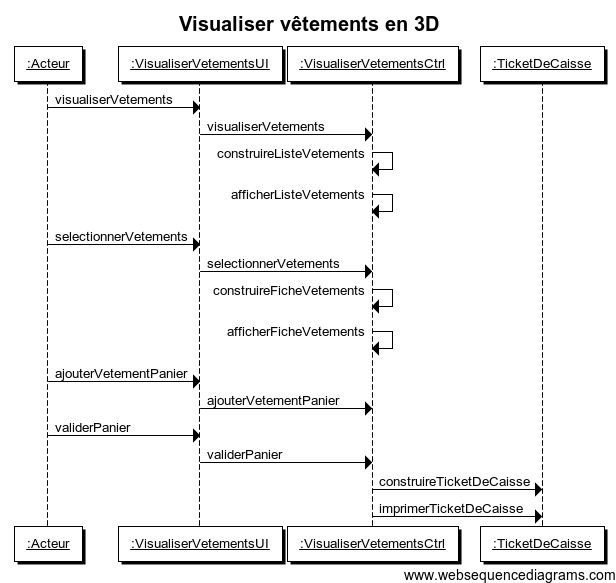 Visualiser vêtements en 3D
:Acteur :VisualiserVetementsUI :VisualiserVetementsCtrl :TicketDeCaisse
visualiserVetements
visualiserVetements
construireListeVetements
afficherListeVetements
selectionnerVetements
selectionnerVetements
construireFicheVetements
afficherFicheVetements
ajouterVetementPanier
ajouterVetementPanier
validerPanier
validerPanier
construireTicketDeCaisse
imprimerTicketDeCaisse
:Acteur :VisualiserVetementsUI :VisualiserVetementsCtrl :TicketDeCaisse
www.websequencediagrams.com